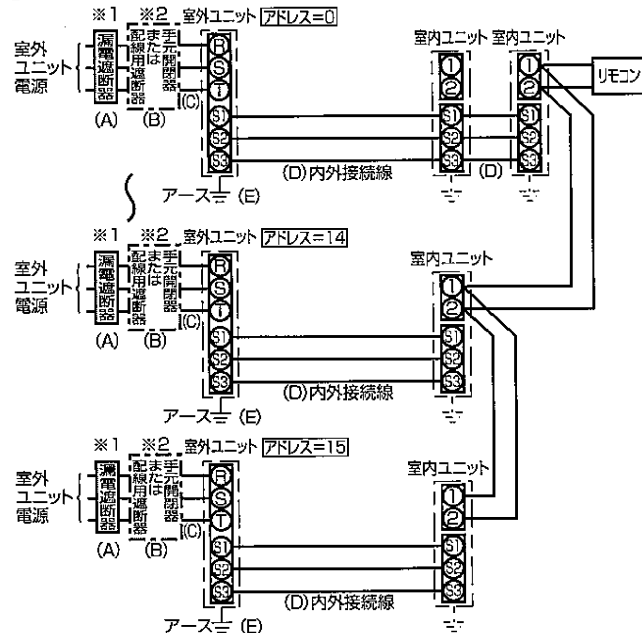 ※1 ※2 室外ユニット アドレス=0 室内ユニット 室内ユニット
室外
ユニット
電源
漏電遮断器
手元開閉器
または
配線用遮断器
(A)
(B)
(C)
R
S
T
S1
S2
S3
1
2
S1
S2
S3
1
2
S1
S2
S3
リモコン
(D)内外接続線
(D)
アース (E)
※1 ※2 室外ユニット アドレス=14
室内ユニット
室外
ユニット
電源
漏電遮断器
手元開閉器
または
配線用遮断器
(A)
(B)
(C)
R
S
T
S1
S2
S3
1
2
S1
S2
S3
(D)内外接続線
アース (E)
※1 ※2 室外ユニット アドレス=15
室内ユニット
室外
ユニット
電源
漏電遮断器
手元開閉器
または
配線用遮断器
(A)
(B)
(C)
R
S
T
S1
S2
S3
1
2
S1
S2
S3
(D)内外接続線
アース (E)